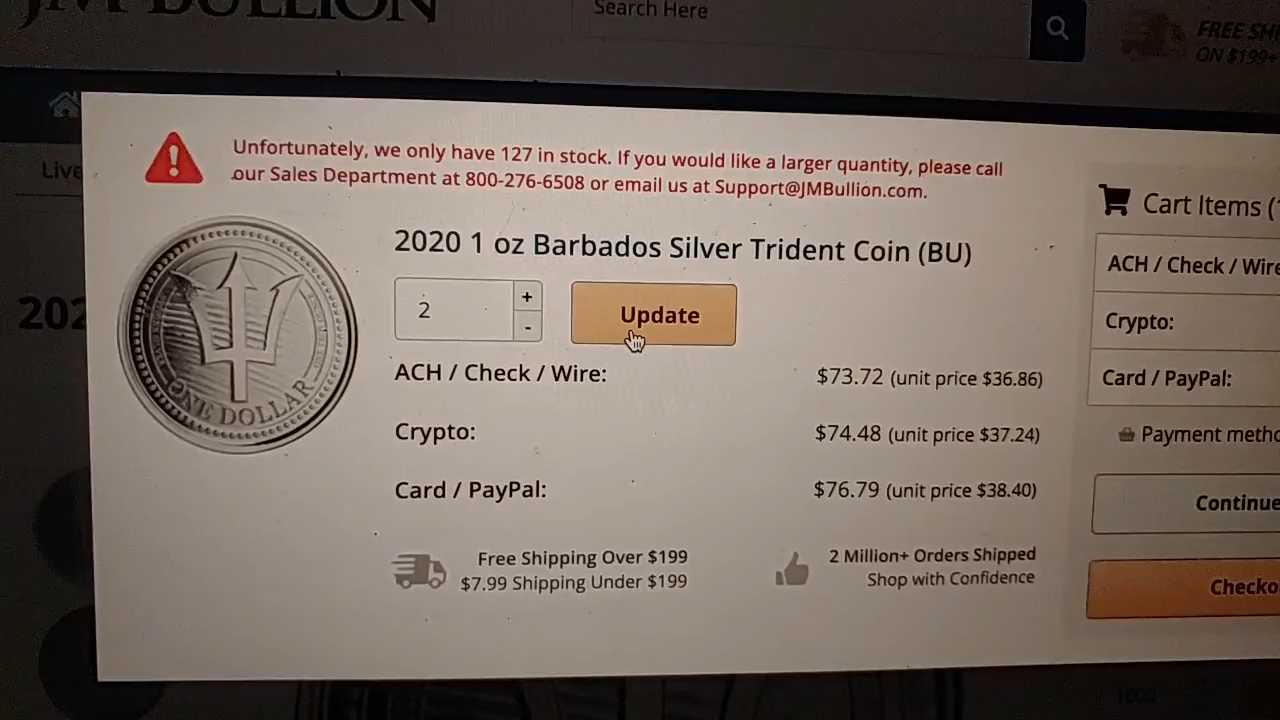 JM BULLION
Search Here
FREE SHI
ON $199+
Live
Unfortunately, we only have 127 in stock. If you would like a larger quantity, please call
our Sales Department at 800-276-6508 or email us at Support@JMBullion.com.
2020 1 oz Barbados Silver Trident Coin (BU)
202
2
+
-
Update
ONE DOLLAR
ACH / Check / Wire:
$73.72 (unit price $36.86)
Crypto:
$74.48 (unit price $37.24)
Card / PayPal:
$76.79 (unit price $38.40)
Free Shipping Over $199
$7.99 Shipping Under $199
2 Million+ Orders Shipped
Shop with Confidence
Cart Items (
ACH / Check / Wire
Crypto:
Card / PayPal:
Payment metho
Continue
Checko